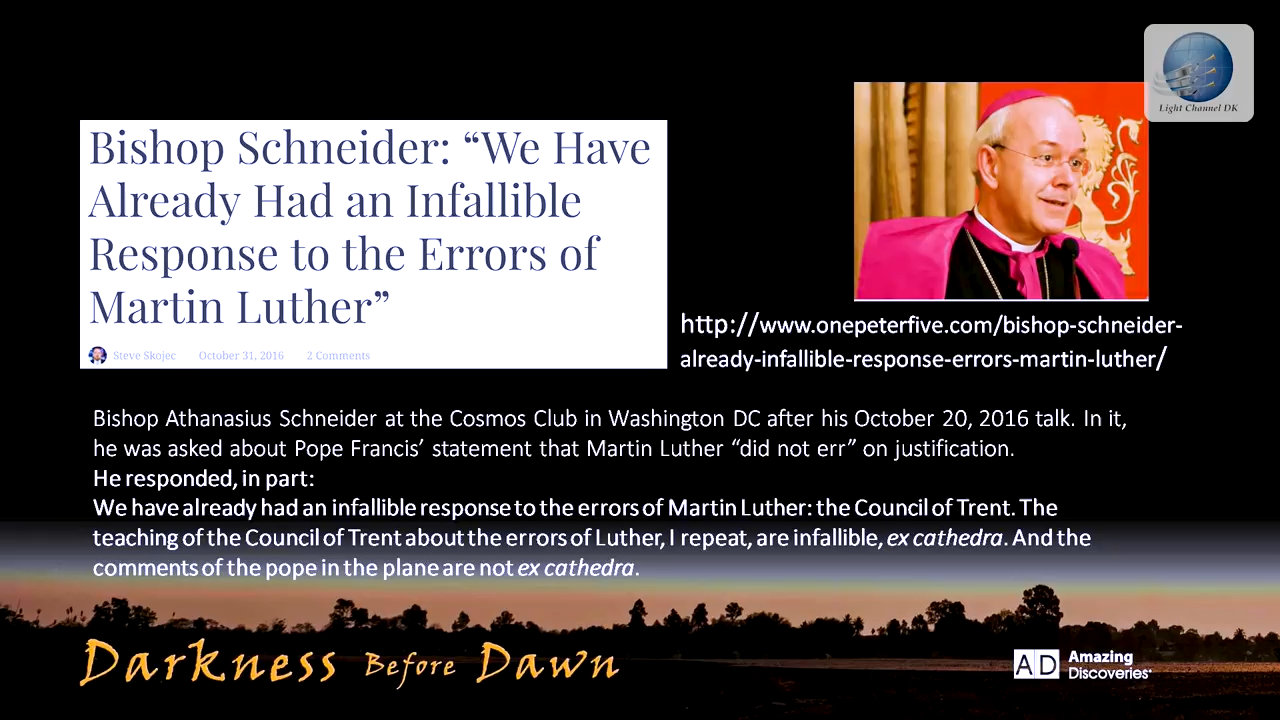 Light Channel DK
Bishop Schneider: “We Have
Already Had an Infallible
Response to the Errors of
Martin Luther”
Steve Skojec October 31, 2016 2 Comments
http://www.onepeterfive.com/bishop-schneider-
already-infallible-response-errors-martin-luther/
Bishop Athanasius Schneider at the Cosmos Club in Washington DC after his October 20, 2016 talk. In it,
he was asked about Pope Francis’ statement that Martin Luther “did not err” on justification.
He responded, in part:
We have already had an infallible response to the errors of Martin Luther: the Council of Trent. The
teaching of the Council of Trent about the errors of Luther, I repeat, are infallible, ex cathedra. And the
comments of the pope in the plane are not ex cathedra.
Darkness Before Dawn
AD Amazing
Discoveries